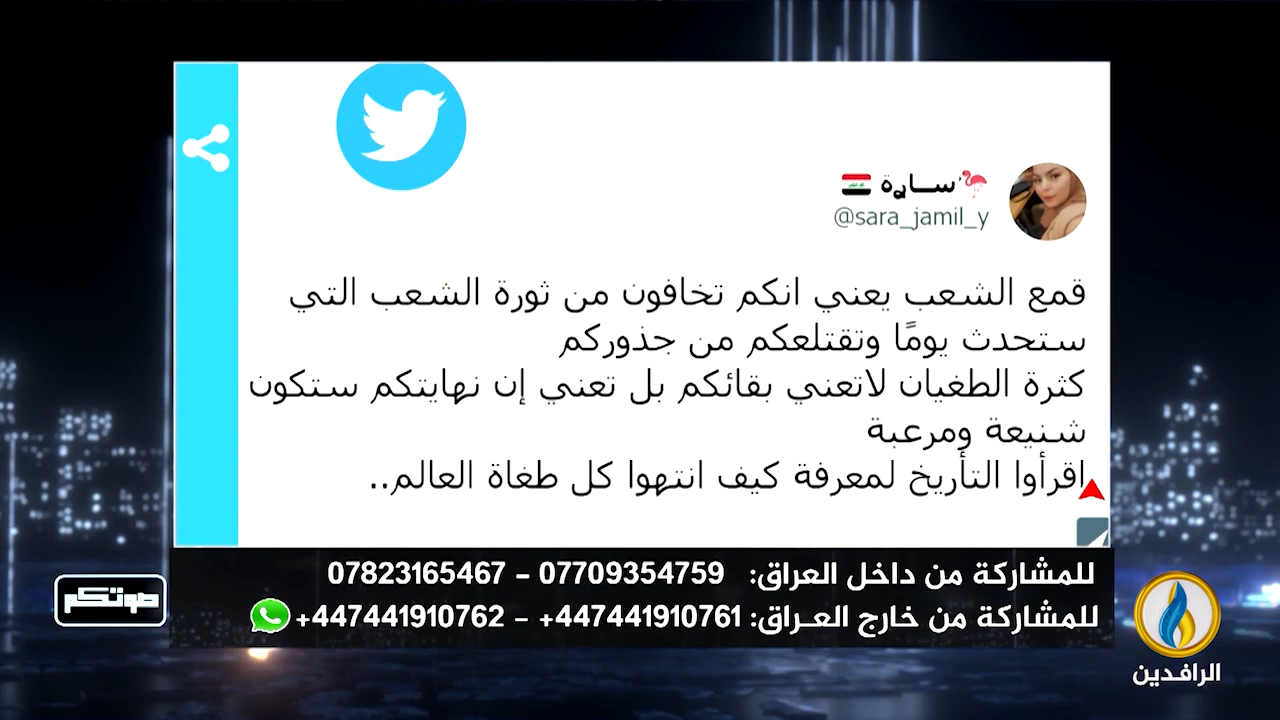 سارة
@sara_jamil_y
قمع الشعب يعني انكم تخافون من ثورة الشعب التي
ستحدث يومًا وتقتلعكم من جذوركم
كثرة الطغيان لاتعني بقائكم بل تعني إن نهايتكم ستكون
شنيعة ومرعبة
اقرأوا التأريخ لمعرفة كيف انتهوا كل طغاة العالم..
للمشاركة من داخل العراق: 07709354759 - 07823165467
للمشاركة من خارج العـراق: 447441910761+ - 447441910762+
صوتكم
الرافدين